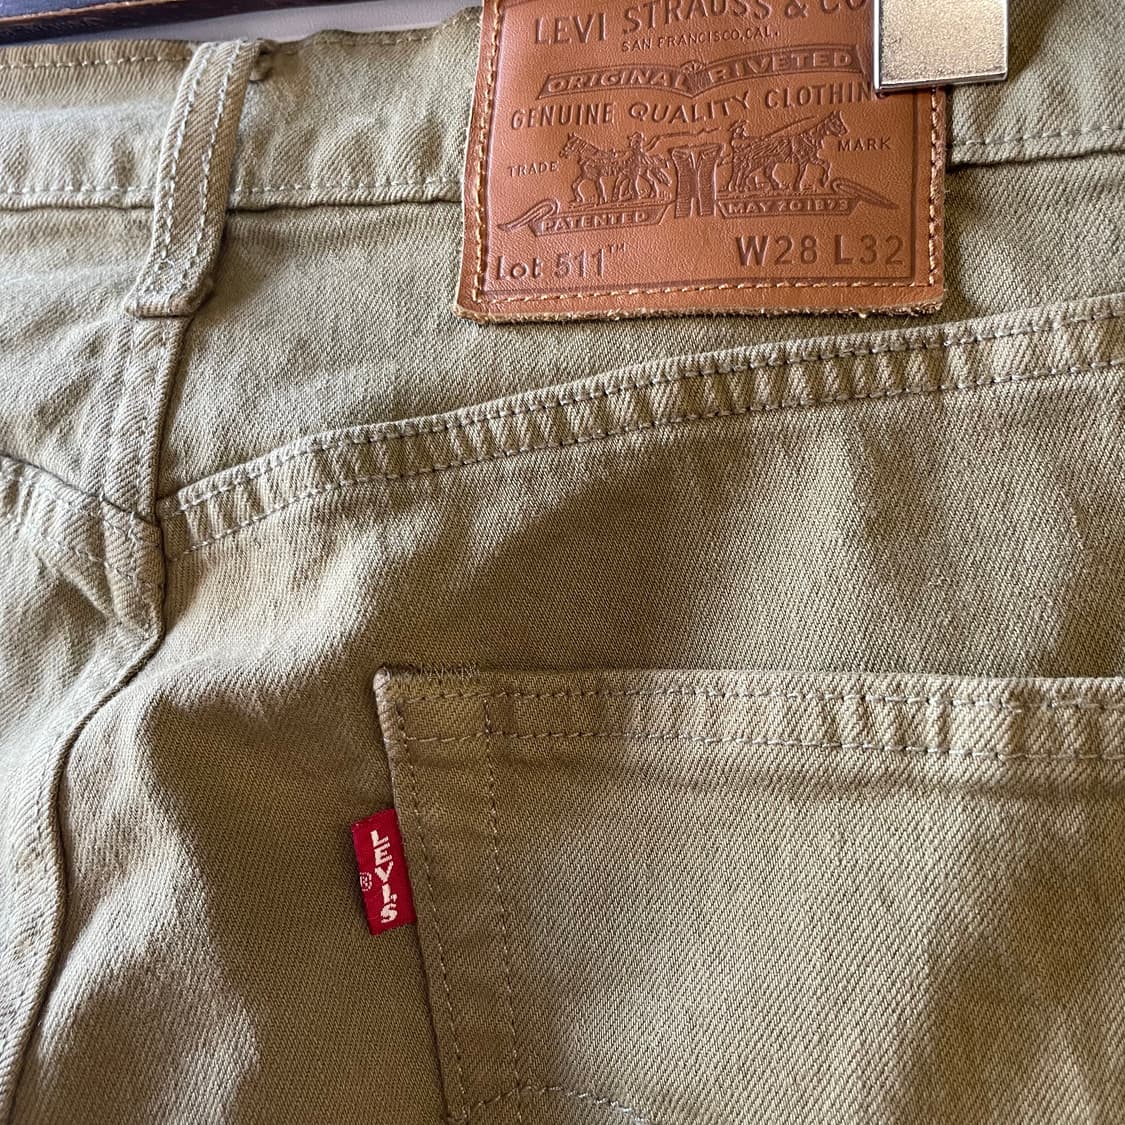 LEVI STRAUSS & CO
SAN FRANCISCO, CAL.
ORIGINAL RIVETED
GENUINE QUALITY CLOTHING
TRADE MARK
PATENTED MAY 20 1873
Lot 511™ W28 L32
LEVI'S
®